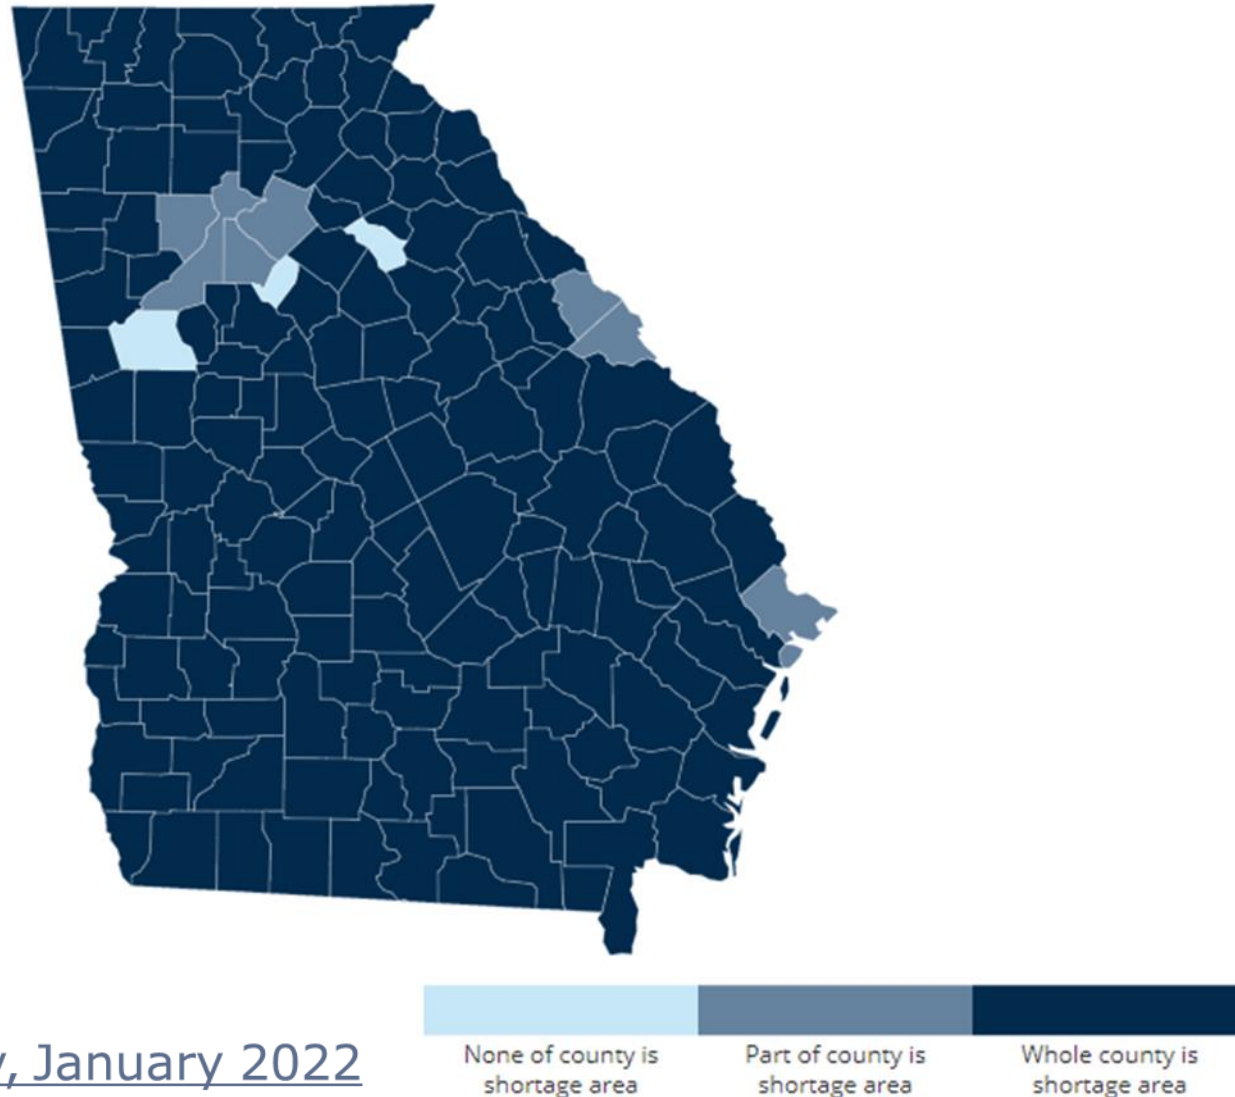 , January 2022
None of county is
shortage area
Part of county is
shortage area
Whole county is
shortage area